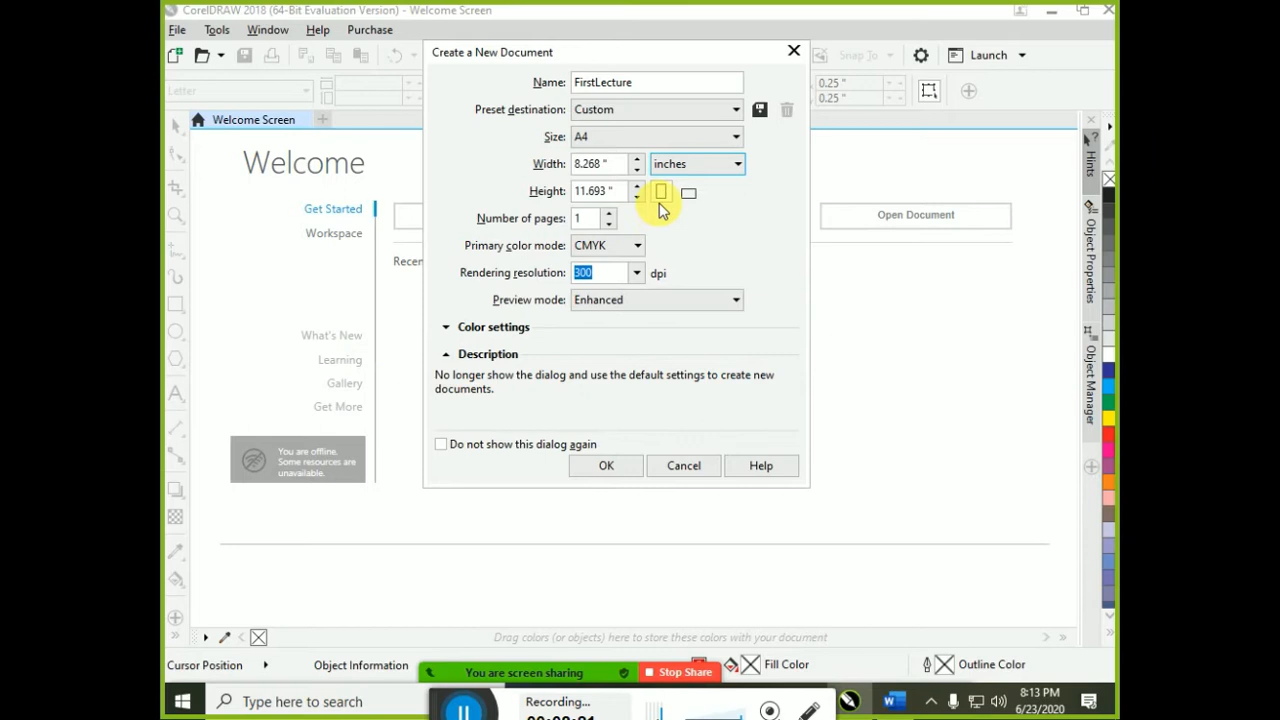 CorelDRAW 2018 (64-Bit Evaluation Version) - Welcome Screen
File Tools Window Help Purchase
Create a New Document
Snap To Launch
Letter
0.25 "
0.25 "
Welcome Screen
Name: FirstLecture
Preset destination: Custom
Size: A4
Width: 8.268 " inches
Height: 11.693 "
Number of pages: 1
Primary color mode: CMYK
Rendering resolution: 300 dpi
Preview mode: Enhanced
Color settings
Description
No longer show the dialog and use the default settings to create new
documents.
Do not show this dialog again
OK Cancel Help
Welcome
Get Started
Workspace
Open Document
Recen
What's New
Learning
Gallery
Get More
You are offline.
Some resources are
unavailable.
Hints
Object Properties
Object Manager
Drag colors (or objects) here to store these colors with your document
Cursor Position Object Information Fill Color Outline Color
You are screen sharing Stop Share
Type here to search
Recording...
8:13 PM
6/23/2020